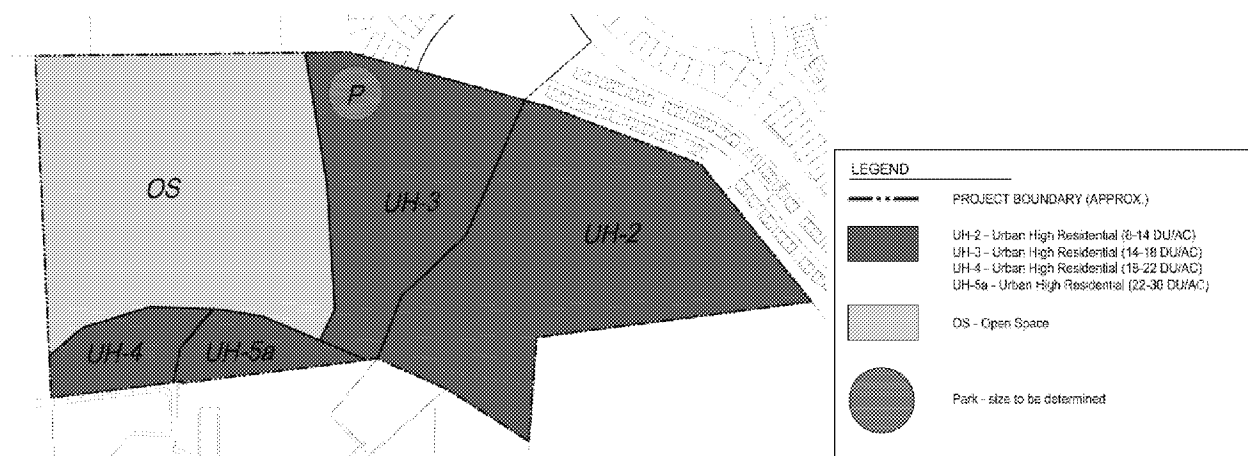 P
OS
UH-3
UH-2
UH-4
UH-5a
LEGEND
PROJECT BOUNDARY (APPROX.)
UH-2 - Urban High Residential (8-14 DU/AC)
UH-3 - Urban High Residential (14-18 DU/AC)
UH-4 - Urban High Residential (18-22 DU/AC)
UH-5a - Urban High Residential (22-30 DU/AC)
OS - Open Space
Park - size to be determined